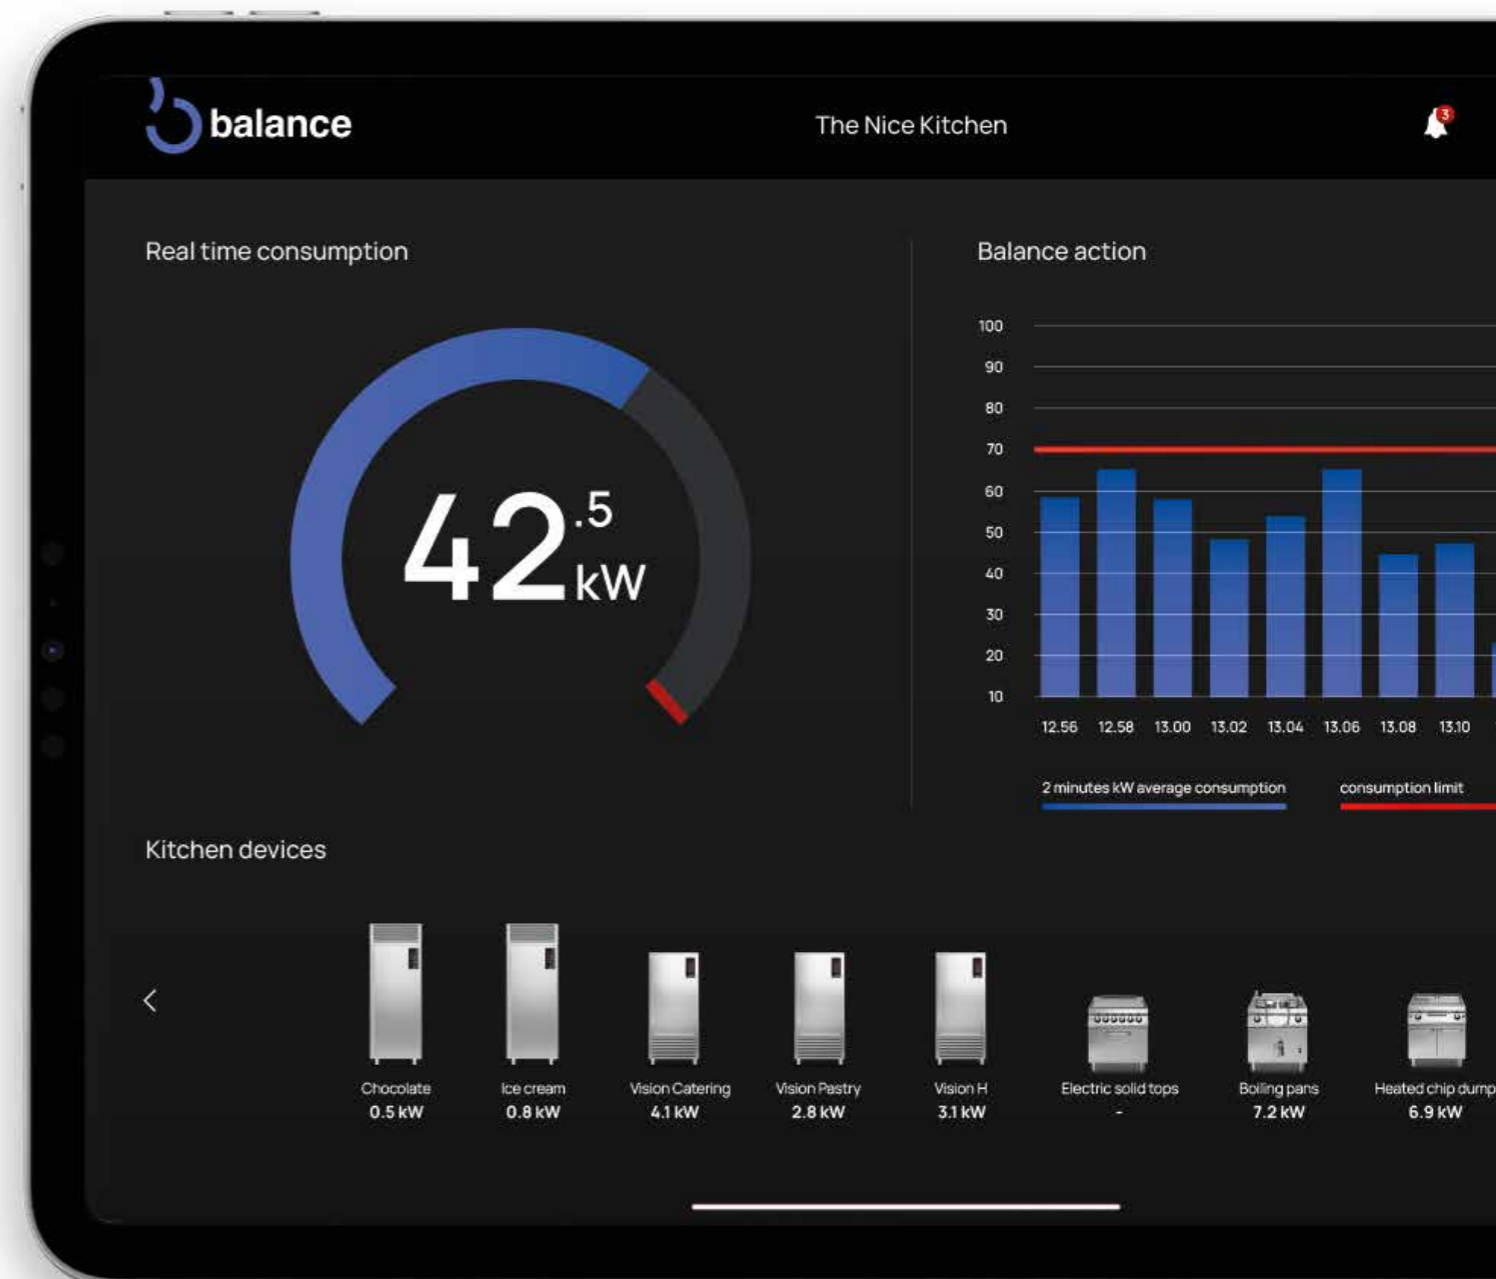 balance
The Nice Kitchen
3
Real time consumption
42.5 kW
Balance action
100
90
80
70
60
50
40
30
20
10
12.56 12.58 13.00 13.02 13.04 13.06 13.08 13.10
2 minutes kW average consumption
consumption limit
Kitchen devices
Chocolate
0.5 kW
Ice cream
0.8 kW
Vision Catering
4.1 kW
Vision Pastry
2.8 kW
Vision H
3.1 kW
Electric solid tops
-
Boiling pans
7.2 kW
Heated chip dump
6.9 kW